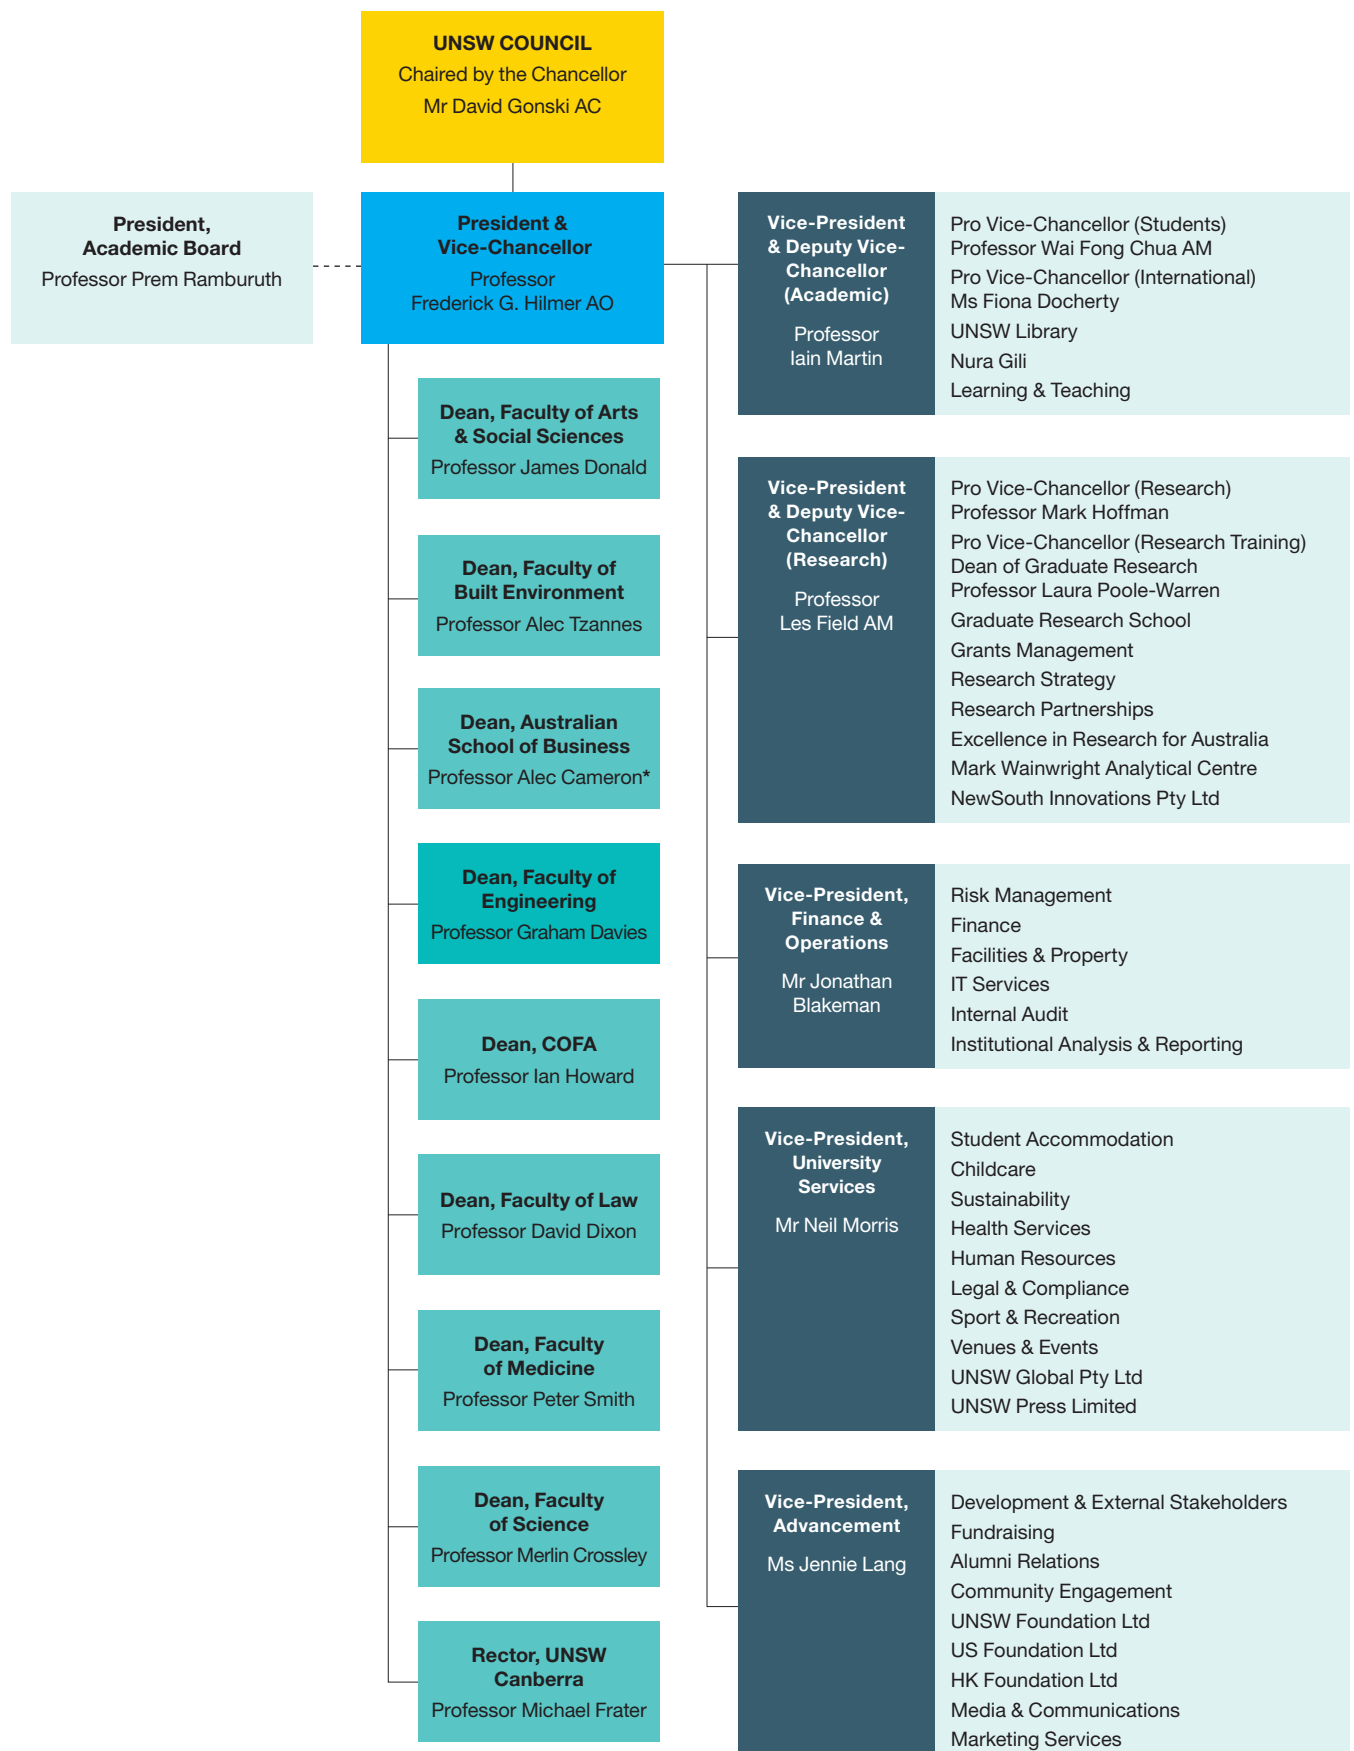 UNSW COUNCIL
Chaired by the Chancellor
Mr David Gonski AC
President,
Academic Board
Professor Prem Ramburuth
President &
Vice-Chancellor
Professor
Frederick G. Hilmer AO
Dean, Faculty of Arts
& Social Sciences
Professor James Donald
Dean, Faculty of
Built Environment
Professor Alec Tzannes
Dean, Australian
School of Business
Professor Alec Cameron*
Dean, Faculty of
Engineering
Professor Graham Davies
Dean, COFA
Professor Ian Howard
Dean, Faculty of Law
Professor David Dixon
Dean, Faculty
of Medicine
Professor Peter Smith
Dean, Faculty
of Science
Professor Merlin Crossley
Rector, UNSW
Canberra
Professor Michael Frater
Vice-President
& Deputy Vice-
Chancellor
(Academic)
Professor
Iain Martin
Pro Vice-Chancellor (Students)
Professor Wai Fong Chua AM
Pro Vice-Chancellor (International)
Ms Fiona Docherty
UNSW Library
Nura Gili
Learning & Teaching
Vice-President
& Deputy Vice-
Chancellor
(Research)
Professor
Les Field AM
Pro Vice-Chancellor (Research)
Professor Mark Hoffman
Pro Vice-Chancellor (Research Training)
Dean of Graduate Research
Professor Laura Poole-Warren
Graduate Research School
Grants Management
Research Strategy
Research Partnerships
Excellence in Research for Australia
Mark Wainwright Analytical Centre
NewSouth Innovations Pty Ltd
Vice-President,
Finance &
Operations
Mr Jonathan
Blakeman
Risk Management
Finance
Facilities & Property
IT Services
Internal Audit
Institutional Analysis & Reporting
Vice-President,
University
Services
Mr Neil Morris
Student Accommodation
Childcare
Sustainability
Health Services
Human Resources
Legal & Compliance
Sport & Recreation
Venues & Events
UNSW Global Pty Ltd
UNSW Press Limited
Vice-President,
Advancement
Ms Jennie Lang
Development & External Stakeholders
Fundraising
Alumni Relations
Community Engagement
UNSW Foundation Ltd
US Foundation Ltd
HK Foundation Ltd
Media & Communications
Marketing Services